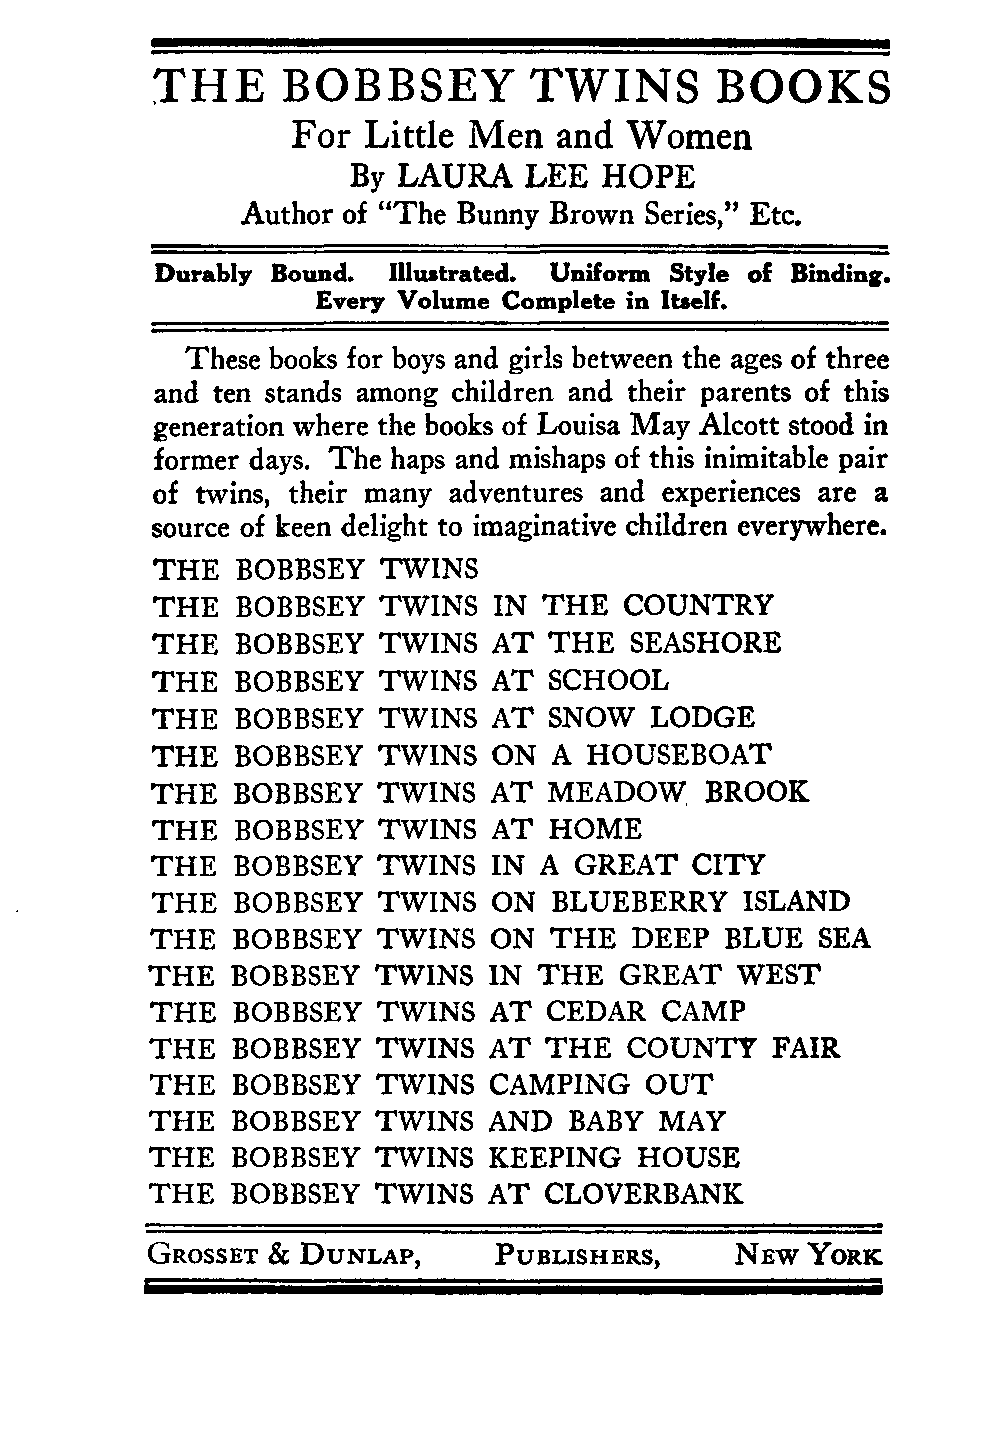 THE BOBBSEY TWINS BOOKS
For Little Men and Women
By LAURA LEE HOPE
Author of “The Bunny Brown Series,” Etc.
Durably Bound. Illustrated. Uniform Style of Binding.
Every Volume Complete in Itself.
These books for boys and girls between the ages of three
and ten stands among children and their parents of this
generation where the books of Louisa May Alcott stood in
former days. The haps and mishaps of this inimitable pair
of twins, their many adventures and experiences are a
source of keen delight to imaginative children everywhere.
THE BOBBSEY TWINS
THE BOBBSEY TWINS IN THE COUNTRY
THE BOBBSEY TWINS AT THE SEASHORE
THE BOBBSEY TWINS AT SCHOOL
THE BOBBSEY TWINS AT SNOW LODGE
THE BOBBSEY TWINS ON A HOUSEBOAT
THE BOBBSEY TWINS AT MEADOW BROOK
THE BOBBSEY TWINS AT HOME
THE BOBBSEY TWINS IN A GREAT CITY
THE BOBBSEY TWINS ON BLUEBERRY ISLAND
THE BOBBSEY TWINS ON THE DEEP BLUE SEA
THE BOBBSEY TWINS IN THE GREAT WEST
THE BOBBSEY TWINS AT CEDAR CAMP
THE BOBBSEY TWINS AT THE COUNTY FAIR
THE BOBBSEY TWINS CAMPING OUT
THE BOBBSEY TWINS AND BABY MAY
THE BOBBSEY TWINS KEEPING HOUSE
THE BOBBSEY TWINS AT CLOVERBANK
GROSSET & DUNLAP, PUBLISHERS, NEW YORK